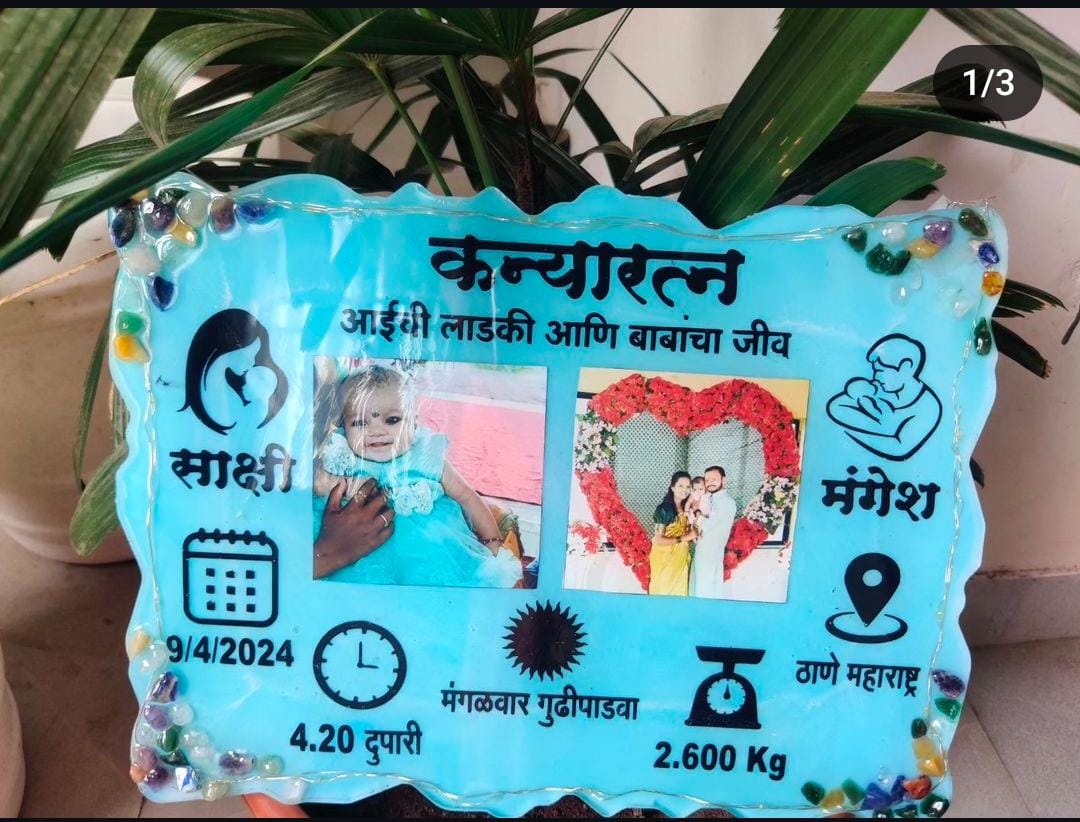 1/3
कन्यारत्न
आईची लाडकी आणि बाबांचा जीव
साक्षी
मंगेश
9/4/2024
4.20 दुपारी
मंगळवार गुढीपाडवा
2.600 Kg
ठाणे महाराष्ट्र